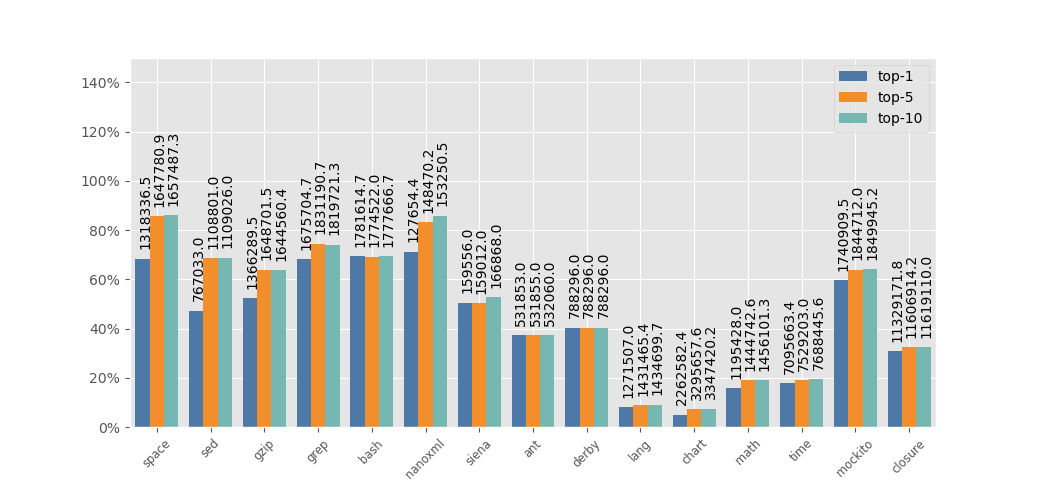 140%
120%
100%
80%
60%
40%
20%
0%
top-1
top-5
top-10
1318336.5
1647780.9
1657487.3
767033.0
1108801.0
1109026.0
1366289.5
1648701.5
1644560.4
1675704.7
1831190.7
1819721.3
1781614.7
1774522.0
1777666.7
127654.4
148470.2
153250.5
159556.0
159012.0
166868.0
531853.0
531855.0
532060.0
788296.0
788296.0
788296.0
1271507.0
1431465.4
1434699.7
2262582.4
3295657.6
3347420.2
1195428.0
1444742.6
1456101.3
7095663.4
7529203.0
7688445.6
1740909.5
1844712.0
1849945.2
11329171.8
11606914.2
11619110.0
space
sed
gzip
grep
bash
nanoxml
siena
ant
derby
lang
chart
math
time
mockito
closure